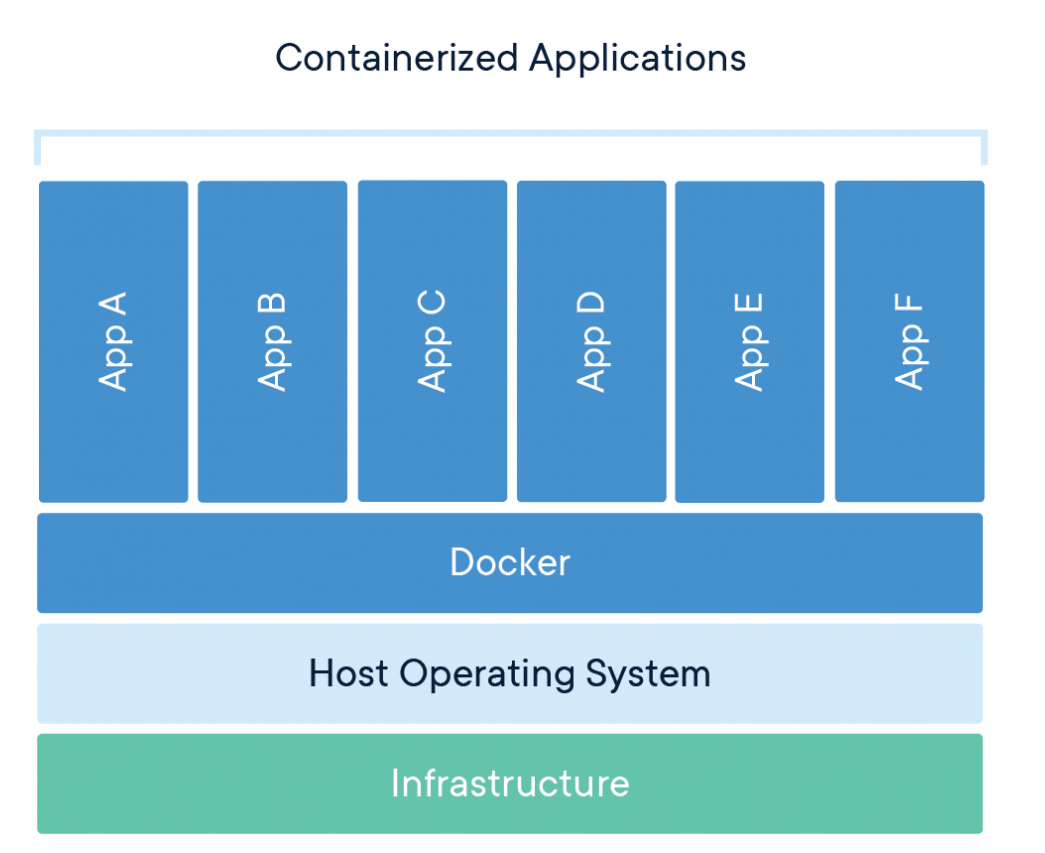 Containerized Applications
App A
App B
App C
App D
App E
App F
Docker
Host Operating System
Infrastructure